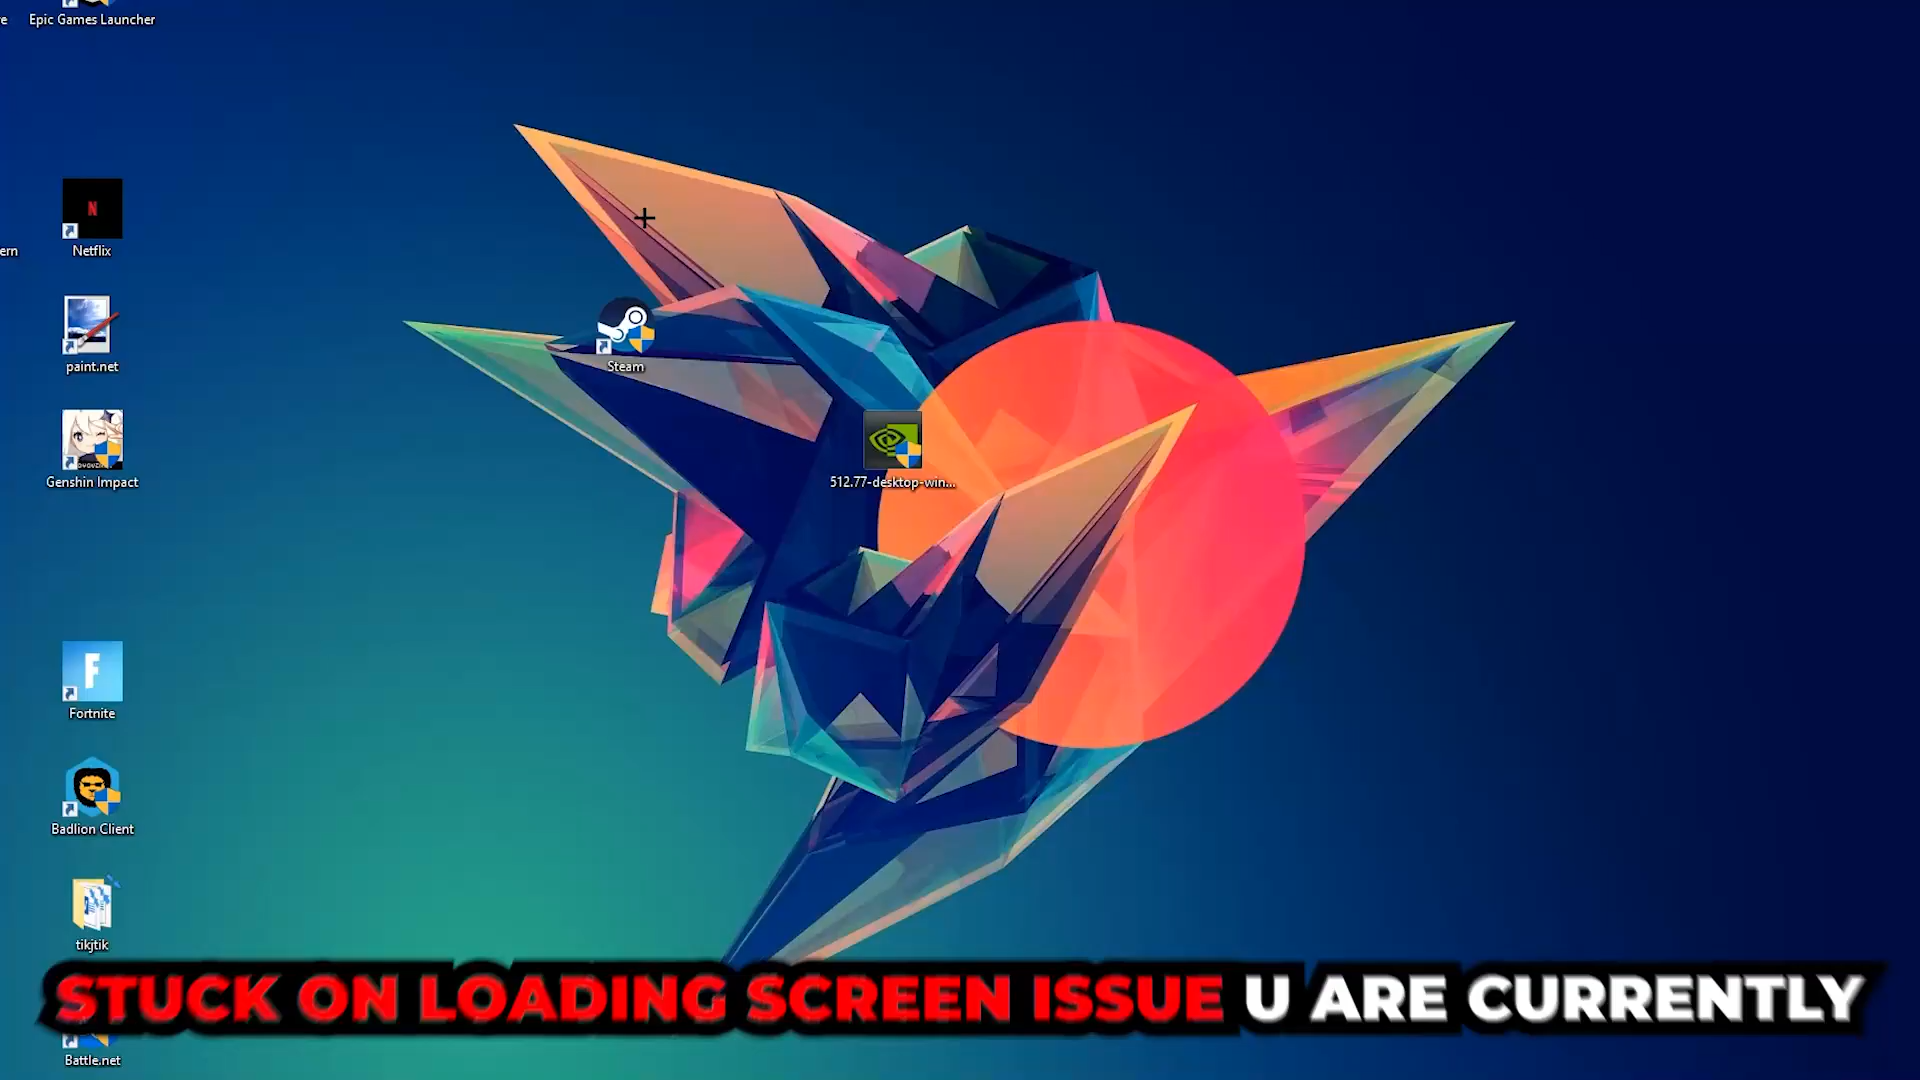 Epic Games Launcher
N
Netflix
ern
paint.net
Steam
Genshin Impact
512.77-desktop-win...
F
Fortnite
Badlion Client
tikjtik
STUCK ON LOADING SCREEN ISSUE U ARE CURRENTLY
Battle.net